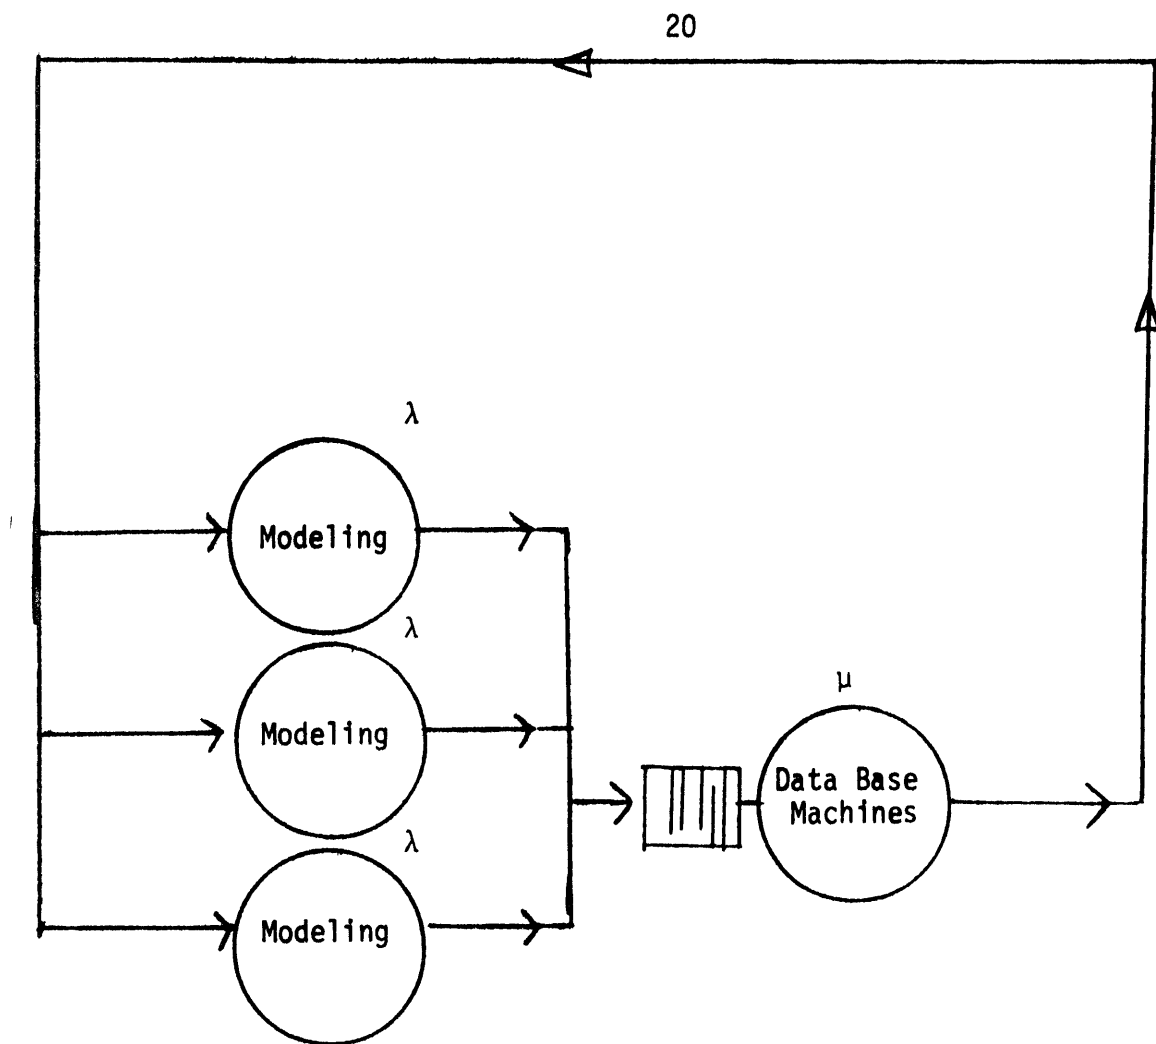 20
λ
Modeling
λ
Modeling
λ
Modeling
μ
Data Base
Machines